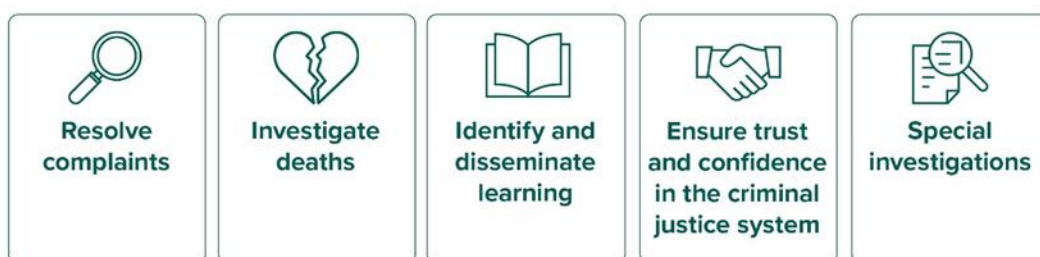 Resolve
complaints
Investigate
deaths
Identify and
disseminate
learning
Ensure trust
and confidence
in the criminal
justice system
Special
investigations